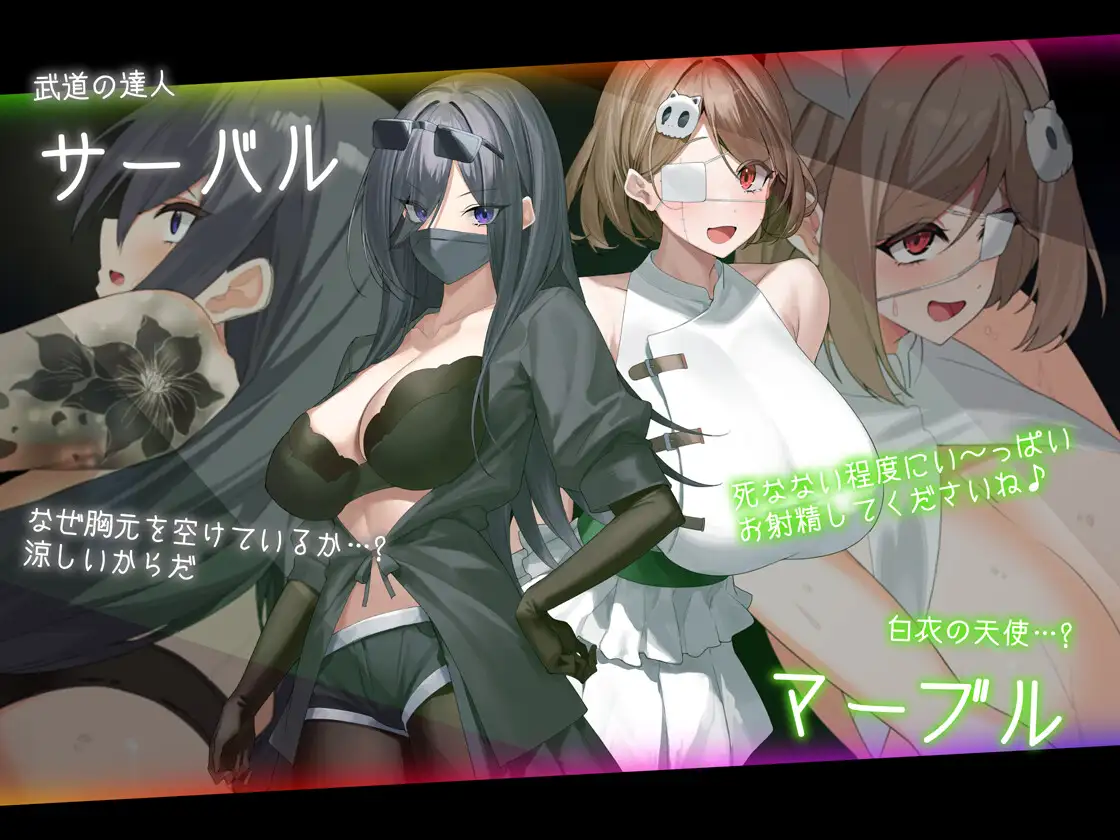 武道の達人
サーバル
なぜ胸元を空けているか…?
涼しいからだ
死なない程度にい～っぱい
お射精してくださいね♪
白衣の天使…?
マーブル